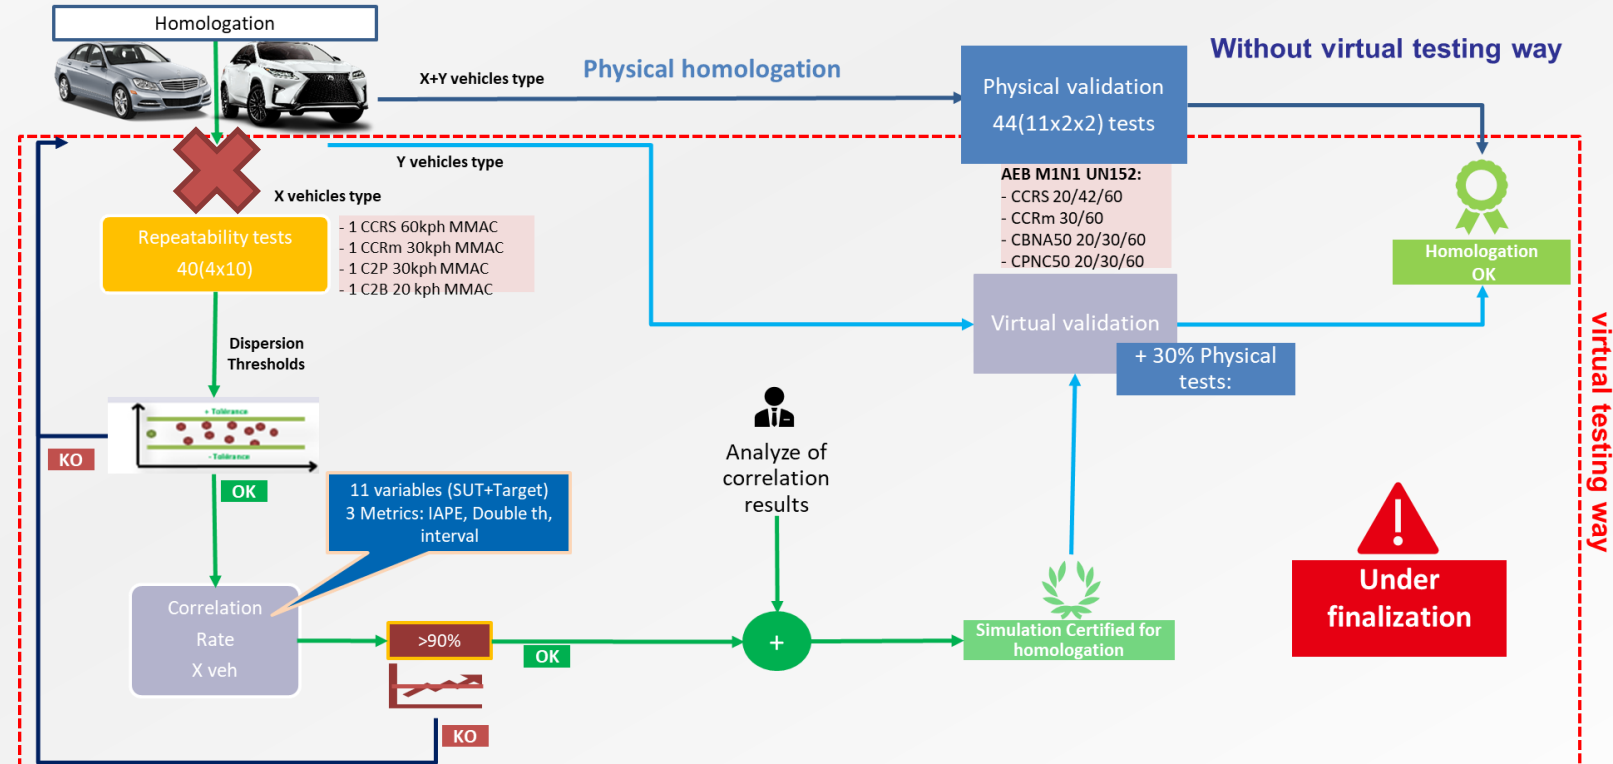 Homologation
X+Y vehicles type
Physical homologation
Without virtual testing way
Physical validation
44(11x2x2) tests
Y vehicles type
X vehicles type
AEB M1N1 UN152:
- CCRS 20/42/60
- CCRm 30/60
- CBNA50 20/30/60
- CPNC50 20/30/60
Repeatability tests
40(4x10)
- 1 CCRS 60kph MMAC
- 1 CCRm 30kph MMAC
- 1 C2P 30kph MMAC
- 1 C2B 20 kph MMAC
Homologation
OK
Virtual validation
+ 30% Physical
tests:
virtual testing way
Dispersion
Thresholds
+ Tolérance
- Tolérance
KO
OK
Analyze of
correlation
results
11 variables (SUT+Target)
3 Metrics: IAPE, Double th,
interval
Under
finalization
Correlation
Rate
X veh
>90%
OK
+
Simulation Certified for
homologation
KO